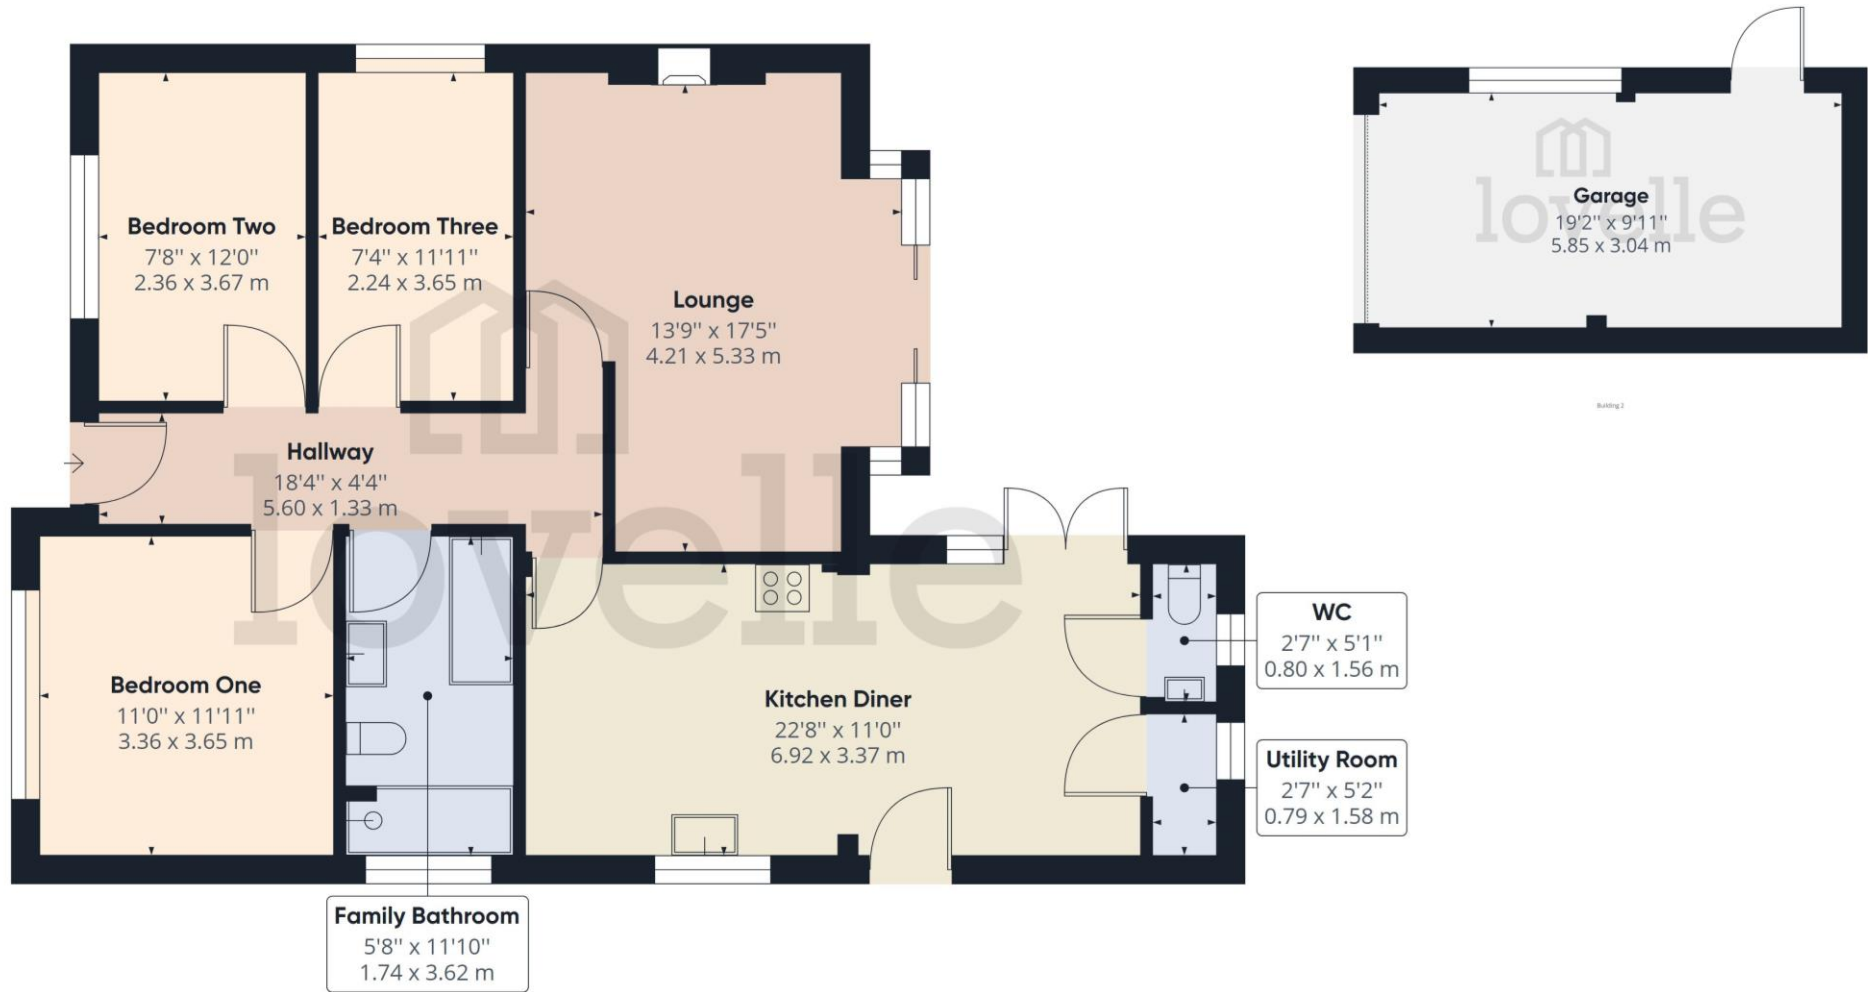 Bedroom Two
7'8'' x 12'0''
2.36 x 3.67 m
Bedroom Three
7'4'' x 11'11''
2.24 x 3.65 m
Lounge
13'9'' x 17'5''
4.21 x 5.33 m
lovelle
Garage
19'2'' x 9'11''
5.85 x 3.04 m
Building 2
Hallway
18'4'' x 4'4''
5.60 x 1.33 m
lovelle
Bedroom One
11'0'' x 11'11''
3.36 x 3.65 m
Kitchen Diner
22'8'' x 11'0''
6.92 x 3.37 m
WC
2'7'' x 5'1''
0.80 x 1.56 m
Utility Room
2'7'' x 5'2''
0.79 x 1.58 m
Family Bathroom
5'8'' x 11'10''
1.74 x 3.62 m